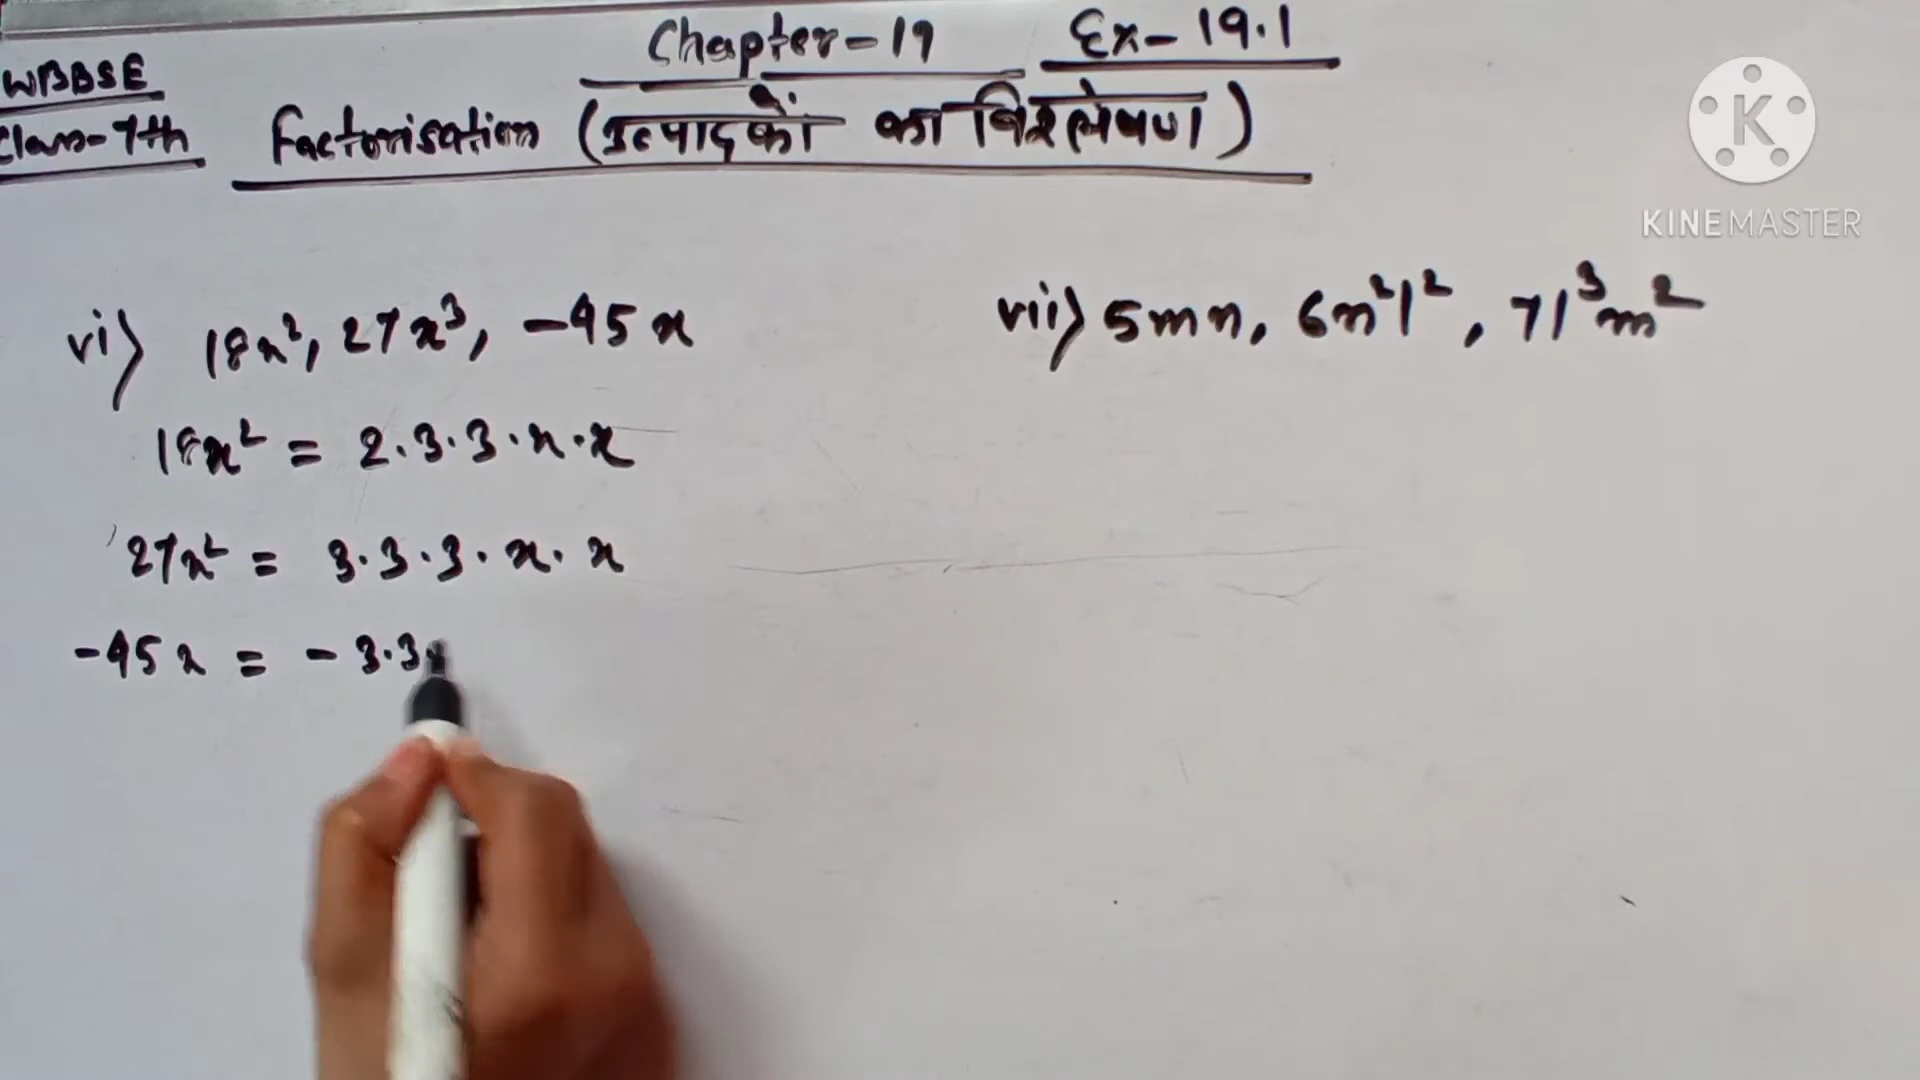 Chapter-19 Ex-19.1
WBBSE
Class-7th Factorisation (उत्पादकों का विश्लेषण)
KINEMASTER
vi) 18x², 27x³, -45x
18x² = 2.3.3.x.x
27x² = 3.3.3.x.x
-45x = -3.3.
vii) 5mn, 6m²l², 7l³m²